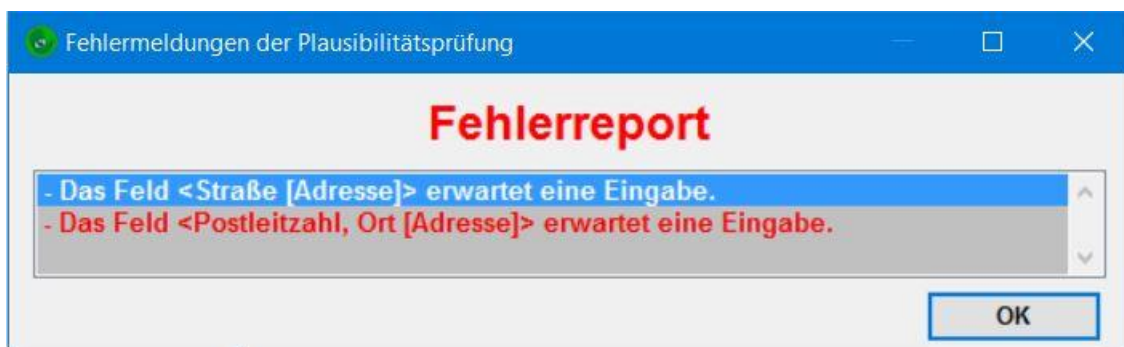 Fehlermeldungen der Plausibilitätsprüfung
Fehlerreport
- Das Feld <Straße [Adresse]> erwartet eine Eingabe.
- Das Feld <Postleitzahl, Ort [Adresse]> erwartet eine Eingabe.
OK